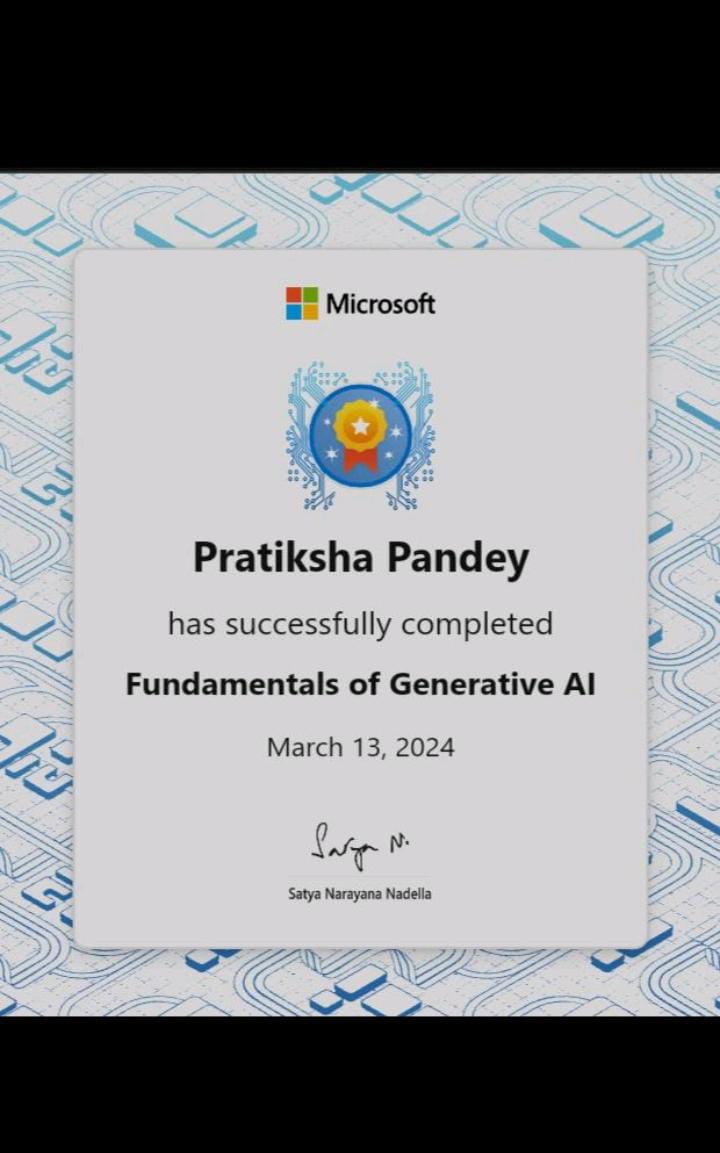 Microsoft
Pratiksha Pandey
has successfully completed
Fundamentals of Generative AI
March 13, 2024
Satya N.
Satya Narayana Nadella